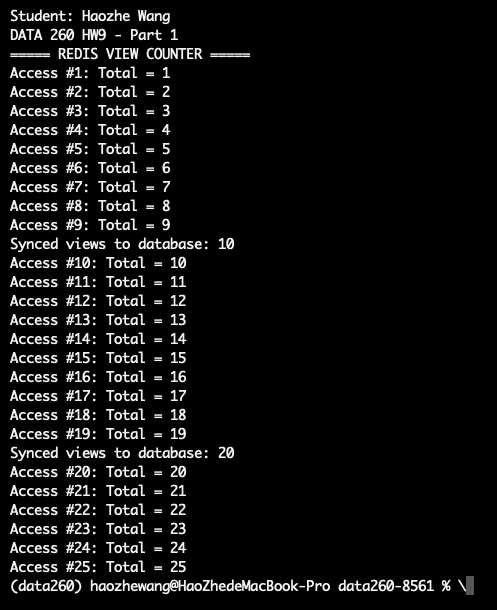 Student: Haozhe Wang
DATA 260 HW9 - Part 1
===== REDIS VIEW COUNTER =====
Access #1: Total = 1
Access #2: Total = 2
Access #3: Total = 3
Access #4: Total = 4
Access #5: Total = 5
Access #6: Total = 6
Access #7: Total = 7
Access #8: Total = 8
Access #9: Total = 9
Synced views to database: 10
Access #10: Total = 10
Access #11: Total = 11
Access #12: Total = 12
Access #13: Total = 13
Access #14: Total = 14
Access #15: Total = 15
Access #16: Total = 16
Access #17: Total = 17
Access #18: Total = 18
Access #19: Total = 19
Synced views to database: 20
Access #20: Total = 20
Access #21: Total = 21
Access #22: Total = 22
Access #23: Total = 23
Access #24: Total = 24
Access #25: Total = 25
(data260) haozhewang@HaoZhedeMacBook-Pro data260-8561 % \